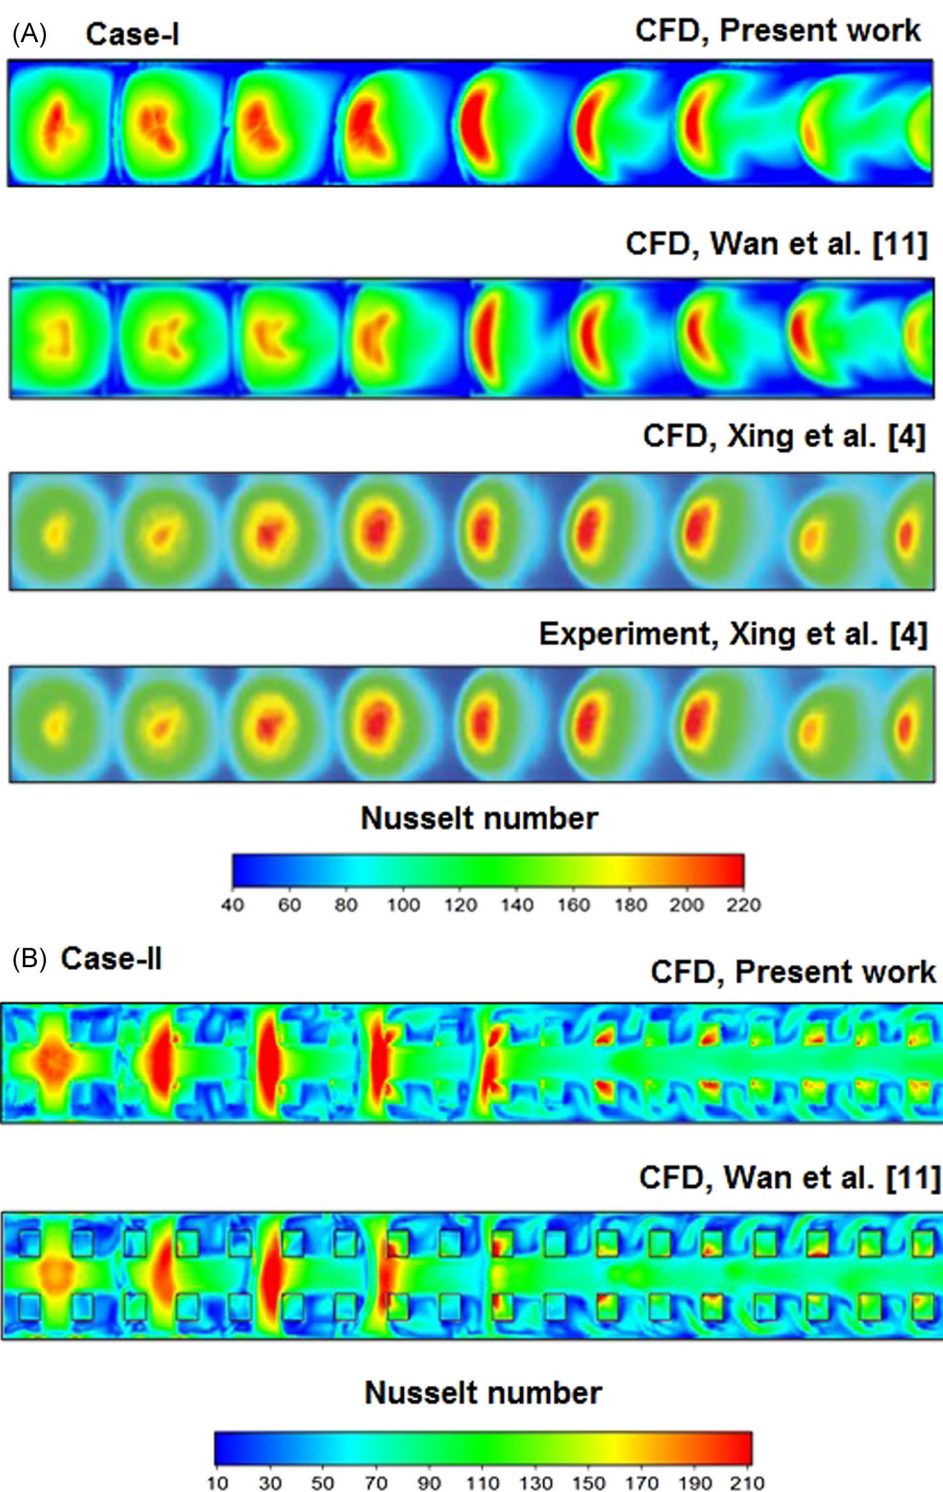 (A) Case-I CFD, Present work
CFD, Wan et al. [11]
CFD, Xing et al. [4]
Experiment, Xing et al. [4]
Nusselt number
40 60 80 100 120 140 160 180 200 220
(B) Case-II
CFD, Present work
CFD, Wan et al. [11]
Nusselt number
10 30 50 70 90 110 130 150 170 190 210